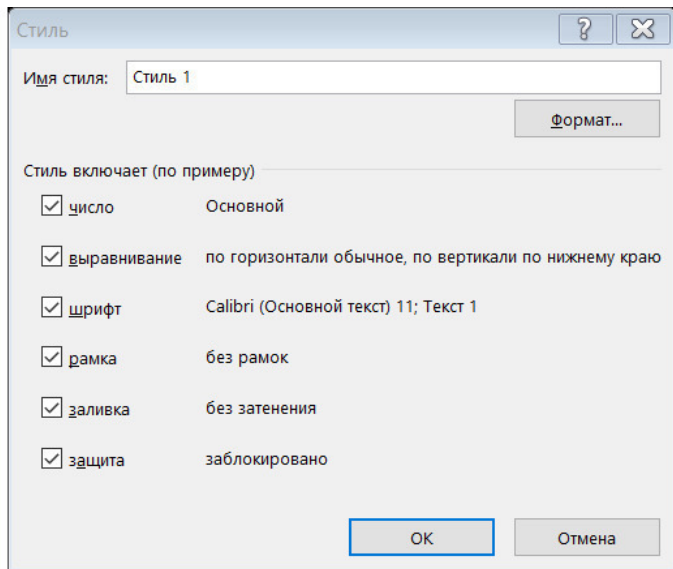 Стиль
Имя стиля: Стиль 1
Формат...
Стиль включает (по примеру)
число Основной
выравнивание по горизонтали обычное, по вертикали по нижнему краю
шрифт Calibri (Основной текст) 11; Текст 1
рамка без рамок
заливка без затенения
защита заблокировано
ОК Отмена